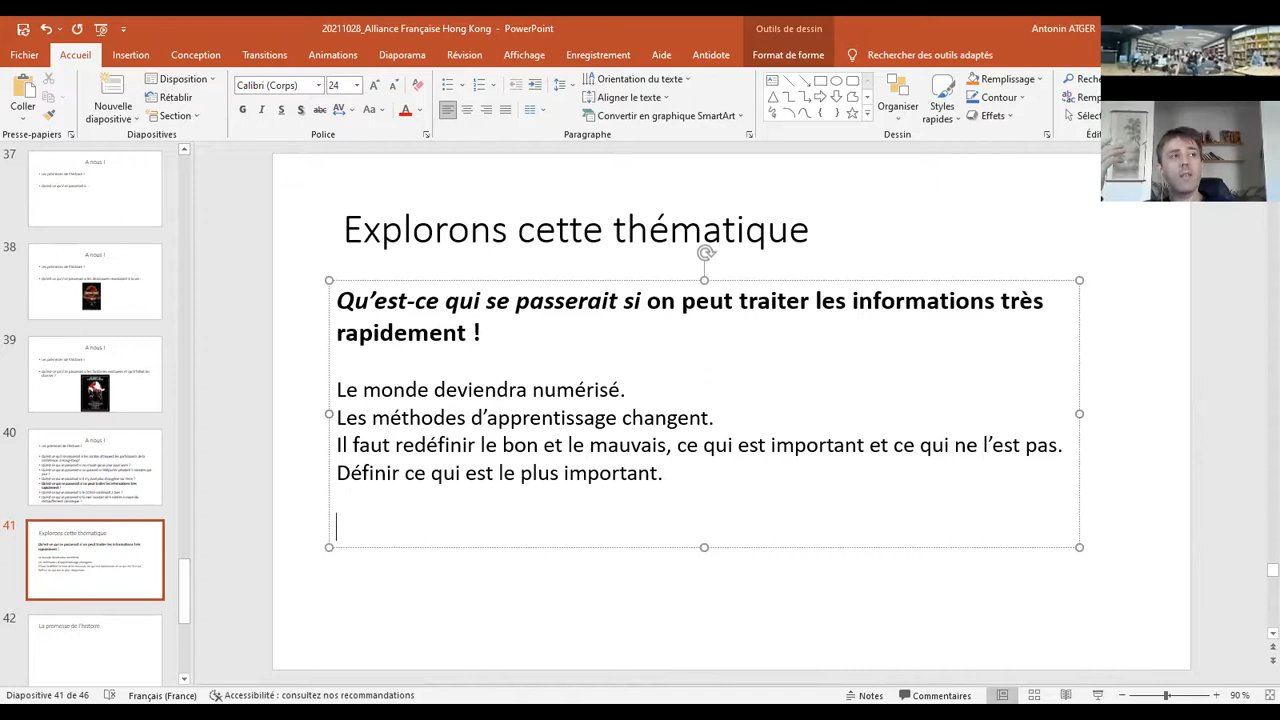 20211028_Alliance Française Hong Kong - PowerPoint
Outils de dessin
Antonin ATGER
Fichier Accueil Insertion Conception Transitions Animations Diaporama Révision Affichage Enregistrement Aide Antidote Format de forme Rechercher des outils adaptés
Coller
Nouvelle diapositive
Disposition
Rétablir
Section
Calibri (Corps) 24
Orientation du texte
Aligner le texte
Convertir en graphique SmartArt
Organiser
Styles rapides
Remplissage
Contour
Effets
Presse-papiers Diapositives Police Paragraphe Dessin
37
A nous !
38
A nous !
39
A nous !
40
41
Explorons cette thématique
42
La promesse de l'histoire
Explorons cette thématique
Qu'est-ce qui se passerait si on peut traiter les informations très
rapidement !
Le monde deviendra numérisé.
Les méthodes d'apprentissage changent.
Il faut redéfinir le bon et le mauvais, ce qui est important et ce qui ne l'est pas.
Définir ce qui est le plus important.
Diapositive 41 de 46 Français (France) Accessibilité : consultez nos recommandations Notes Commentaires 90 %